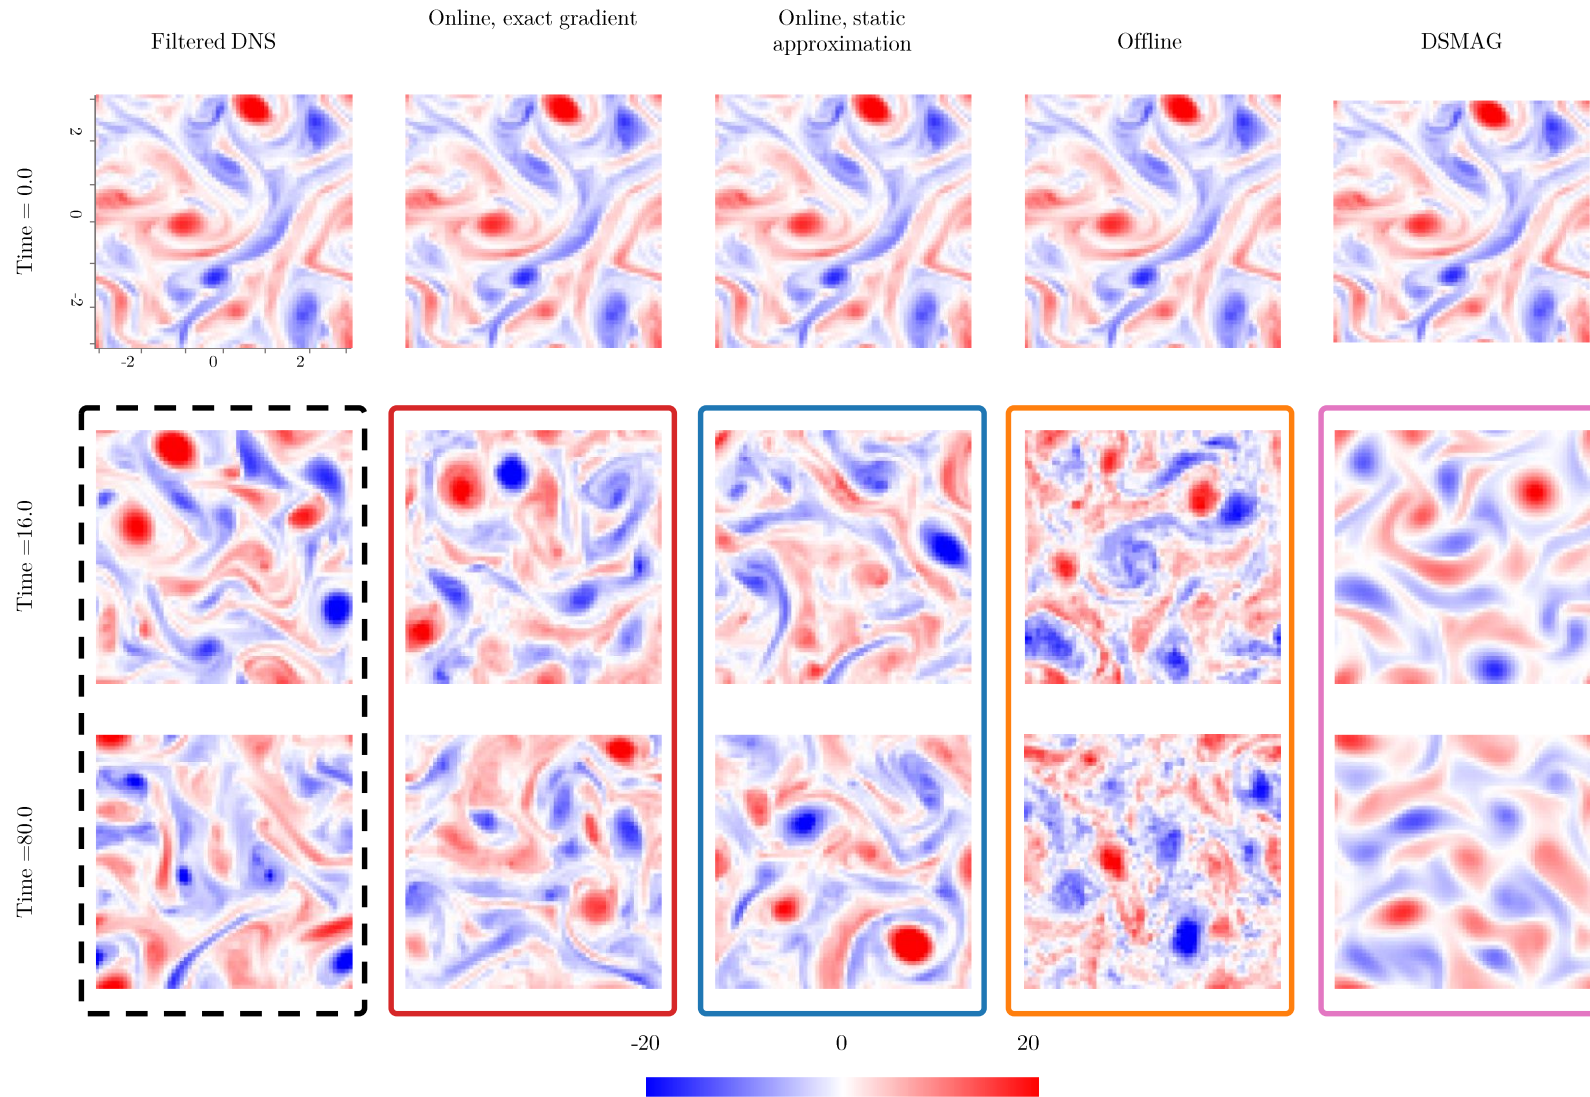 Filtered DNS
Online, exact gradient
Online, static
approximation
Offline
DSMAG
Time = 0.0
2
0
-2
-2
0
2
Time =16.0
Time =80.0
-20
0
20